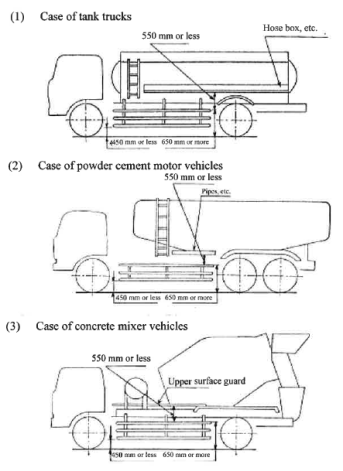 (1) Case of tank trucks
550 mm or less
Hose box, etc.
450 mm or less 650 mm or more
(2) Case of powder cement motor vehicles
550 mm or less
Pipes, etc.
450 mm or less 650 mm or more
(3) Case of concrete mixer vehicles
550 mm or less
Upper surface guard
450 mm or less 650 mm or more